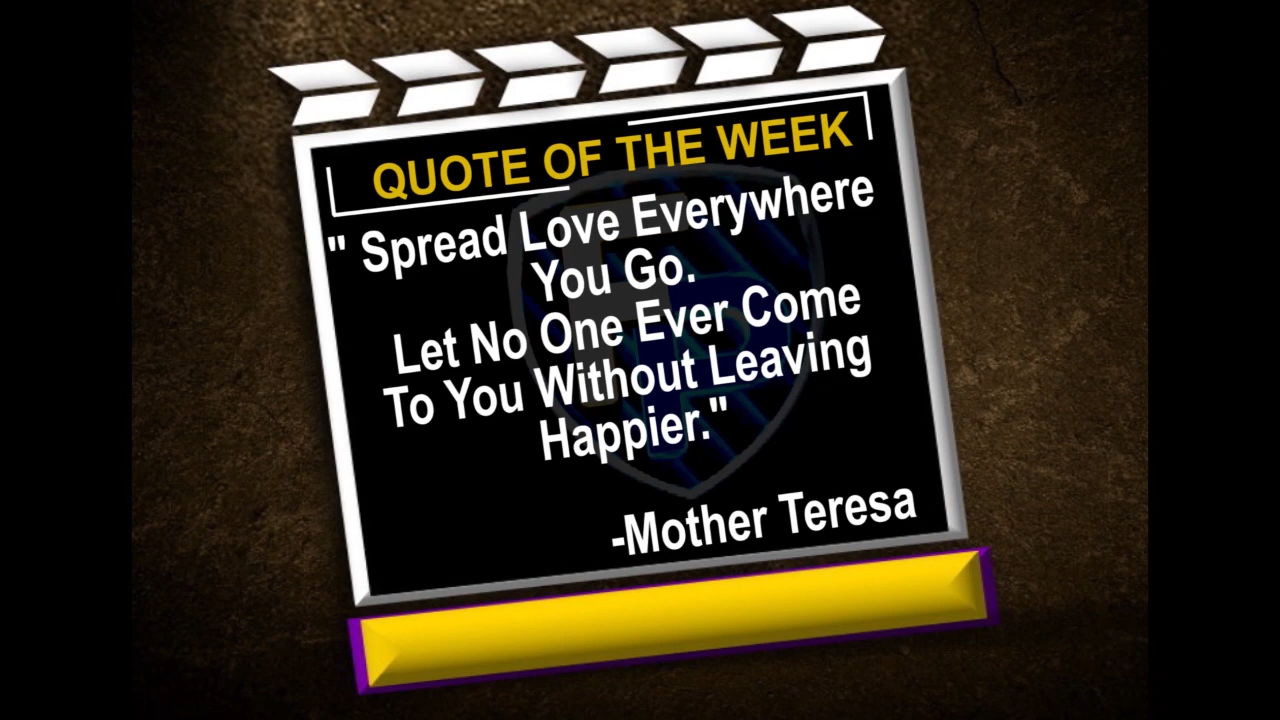 QUOTE OF THE WEEK
" Spread Love Everywhere
You Go.
Let No One Ever Come
To You Without Leaving
Happier."
-Mother Teresa